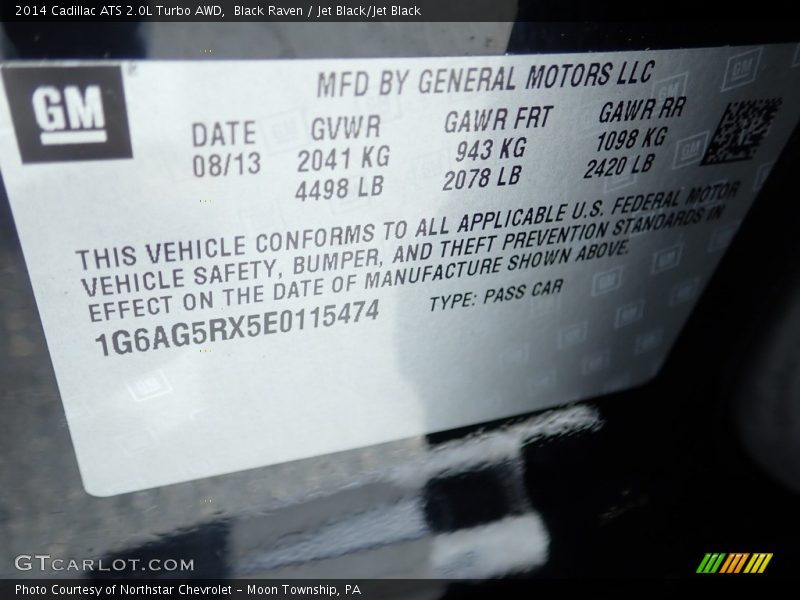 2014 Cadillac ATS 2.0L Turbo AWD, Black Raven / Jet Black/Jet Black
GM
MFD BY GENERAL MOTORS LLC
DATE GVWR GAWR FRT GAWR RR
08/13 2041 KG 943 KG 1098 KG
4498 LB 2078 LB 2420 LB
THIS VEHICLE CONFORMS TO ALL APPLICABLE U.S. FEDERAL MOTOR
VEHICLE SAFETY, BUMPER, AND THEFT PREVENTION STANDARDS IN
EFFECT ON THE DATE OF MANUFACTURE SHOWN ABOVE.
1G6AG5RX5E0115474 TYPE: PASS CAR
GTCARLOT.COM
Photo Courtesy of Northstar Chevrolet - Moon Township, PA